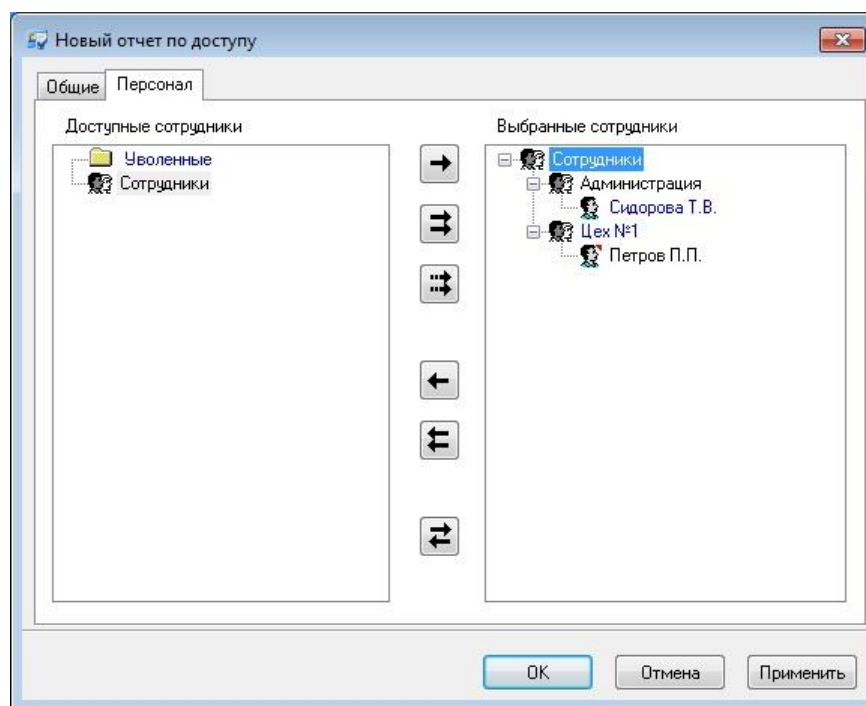 Новый отчет по доступу
Общие
Персонал
Доступные сотрудники
Уволенные
Сотрудники
Выбранные сотрудники
Сотрудники
Администрация
Сидорова Т.В.
Цех №1
Петров П.П.
OK
Отмена
Применить